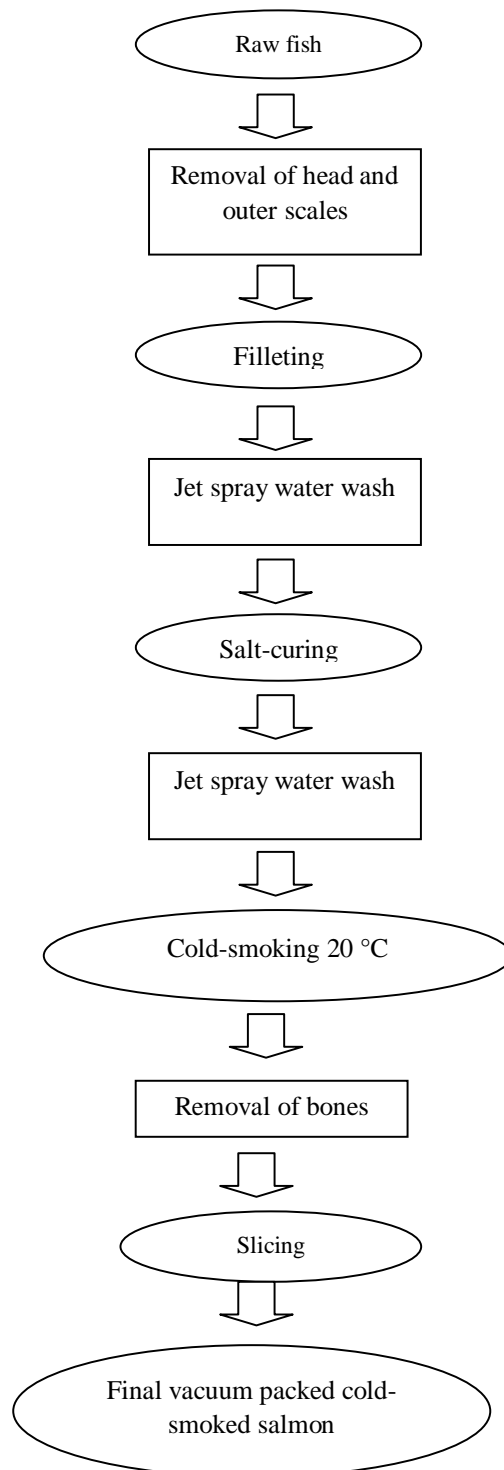 Raw fish
Removal of head and
outer scales
Filleting
Jet spray water wash
Salt-curing
Jet spray water wash
Cold-smoking 20 °C
Removal of bones
Slicing
Final vacuum packed cold-
smoked salmon